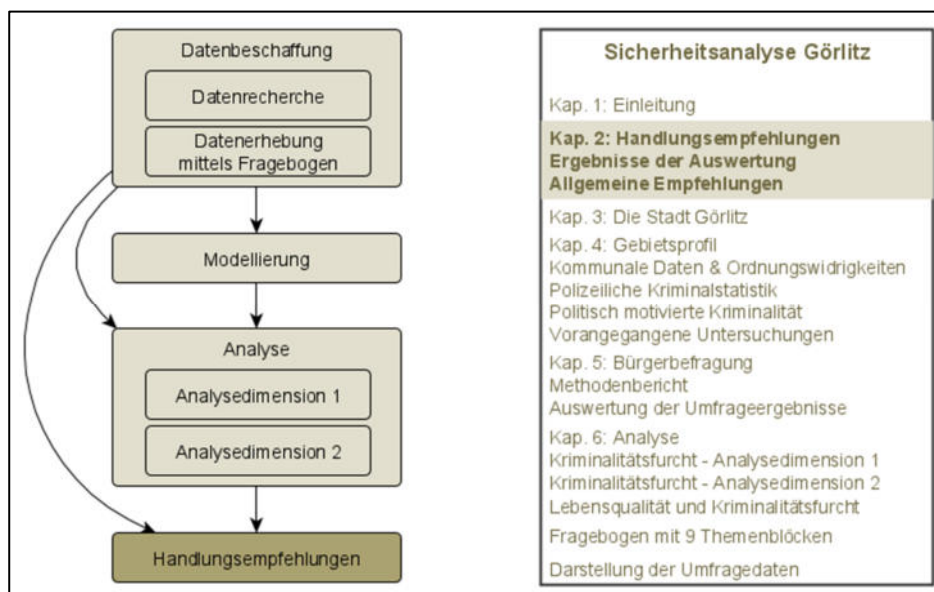 Datenbeschaffung
Datenrecherche
Datenerhebung
mittels Fragebogen
Modellierung
Analyse
Analysedimension 1
Analysedimension 2
Handlungsempfehlungen
Sicherheitsanalyse Görlitz
Kap. 1: Einleitung
Kap. 2: Handlungsempfehlungen
Ergebnisse der Auswertung
Allgemeine Empfehlungen
Kap. 3: Die Stadt Görlitz
Kap. 4: Gebietsprofil
Kommunale Daten & Ordnungswidrigkeiten
Polizeiliche Kriminalstatistik
Politisch motivierte Kriminalität
Vorangegangene Untersuchungen
Kap. 5: Bürgerbefragung
Methodenbericht
Auswertung der Umfrageergebnisse
Kap. 6: Analyse
Kriminalitätsfurcht - Analysedimension 1
Kriminalitätsfurcht - Analysedimension 2
Lebensqualität und Kriminalitätsfurcht
Fragebogen mit 9 Themenblöcken
Darstellung der Umfragedaten